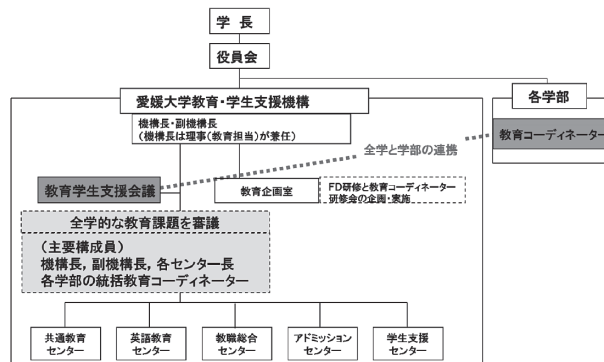 学 長
役員会
愛媛大学教育・学生支援機構
機構長・副機構長
（機構長は理事（教育担当）が兼任）
各学部
教育コーディネーター
全学と学部の連携
教育学生支援会議
教育企画室
FD研修と教育コーディネーター
研修会の企画・実施
全学的な教育課題を審議
（主要構成員）
機構長，副機構長，各センター長
各学部の統括教育コーディネーター
共通教育
センター
英語教育
センター
教職総合
センター
アドミッション
センター
学生支援
センター